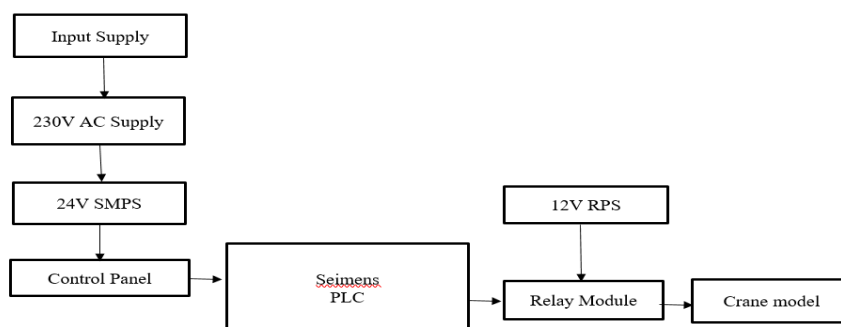 Input Supply
230V AC Supply
24V SMPS
12V RPS
Control Panel
Seimens
PLC
Relay Module
Crane model